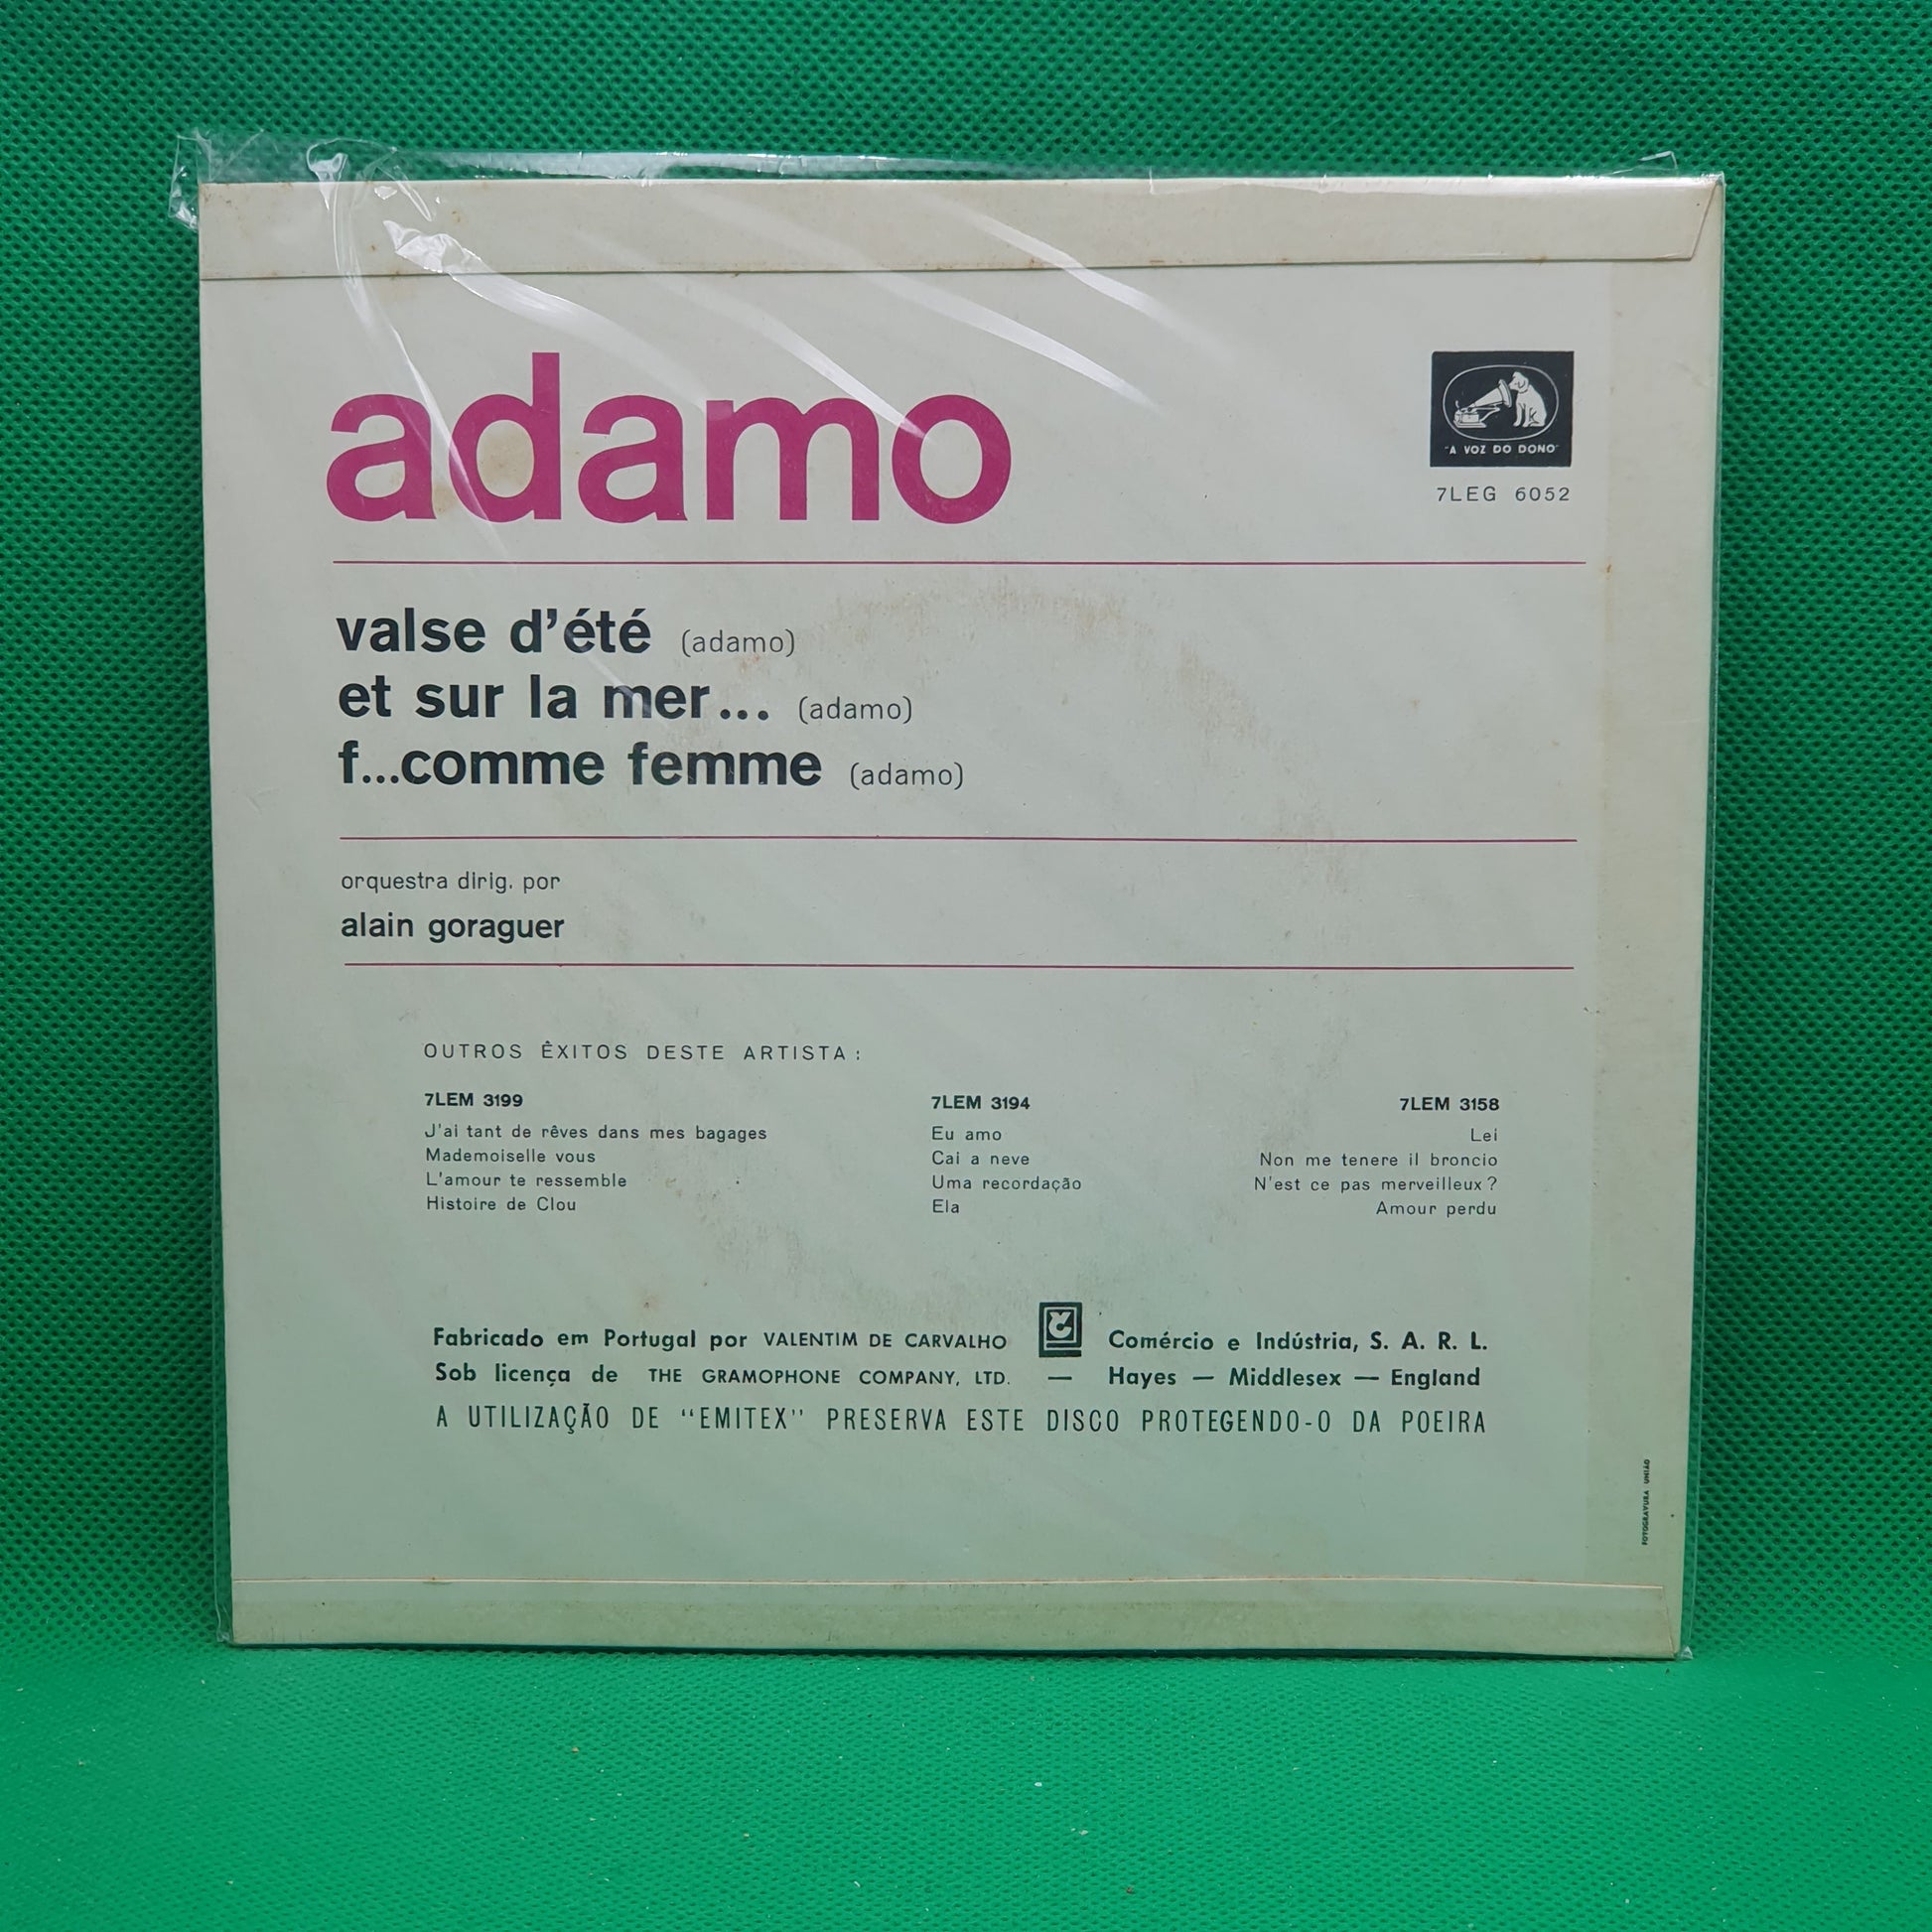 adamo
"A VOZ DO DONO"
7LEG 6052
valse d'été (adamo)
et sur la mer... (adamo)
f...comme femme (adamo)
orquestra dirig. por
alain goraguer
OUTROS ÊXITOS DESTE ARTISTA:
7LEM 3199
J'ai tant de rêves dans mes bagages
Mademoiselle vous
L'amour te ressemble
Histoire de Clou
7LEM 3194
Eu amo
Cai a neve
Uma recordação
Ela
7LEM 3158
Lei
Non me tenere il broncio
N'est ce pas merveilleux?
Amour perdu
Fabricado em Portugal por VALENTIM DE CARVALHO Comércio e Indústria, S. A. R. L.
Sob licença de THE GRAMOPHONE COMPANY, LTD. — Hayes — Middlesex — England
A UTILIZAÇÃO DE "EMITEX" PRESERVA ESTE DISCO PROTEGENDO-O DA POEIRA
FOTOGRAVURA UNIÃO